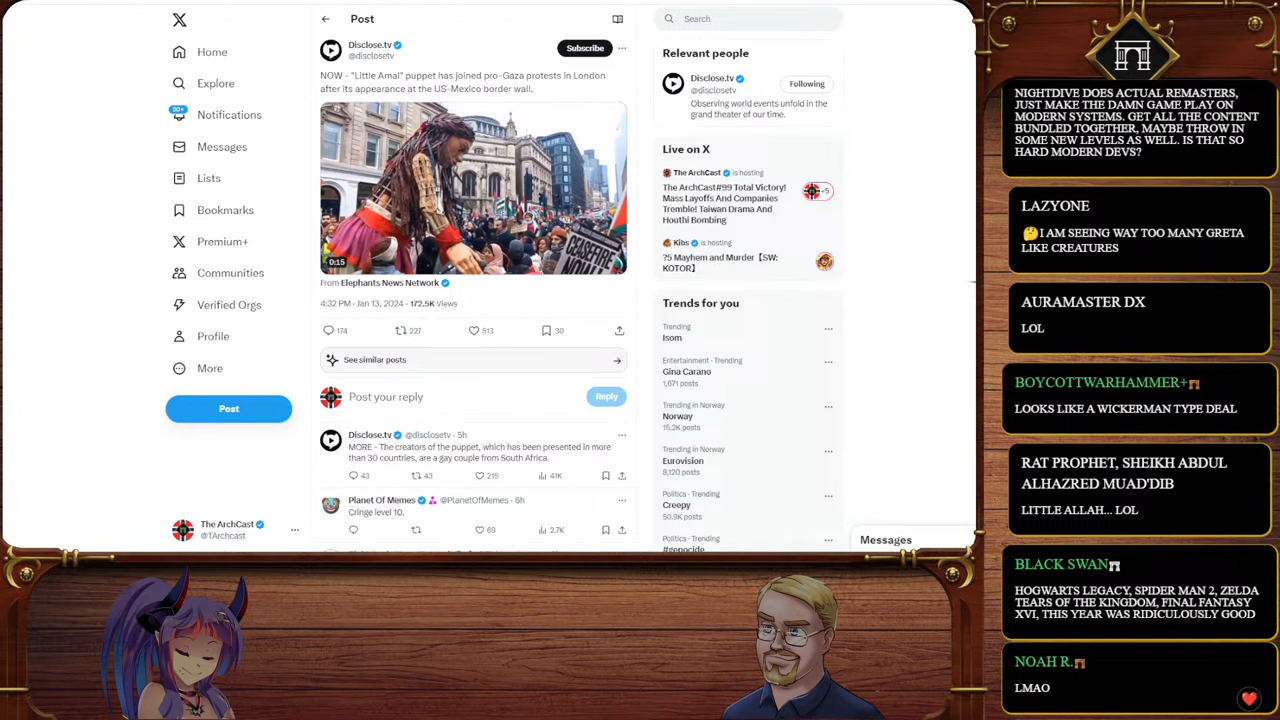 Home
Explore
30+
Notifications
Messages
Lists
Bookmarks
Premium+
Communities
Verified Orgs
Profile
More
Post
The ArchCast
@TArchcast
Post
Disclose.tv
@disclosetv
Subscribe
NOW - "Little Amal" puppet has joined pro-Gaza protests in London
after its appearance at the US-Mexico border wall.
CEASEFIRE
NOW
0:15
From Elephants News Network
4:32 PM · Jan 13, 2024 · 172.5K Views
174
227
513
30
See similar posts
Post your reply
Reply
Disclose.tv @disclosetv · 5h
MORE - The creators of the puppet, which has been presented in more
than 30 countries, are a gay couple from South Africa.
43
43
215
41K
Planet Of Memes @PlanetOfMemes · 6h
Cringe level 10.
69
2.7K
Search
Relevant people
Disclose.tv
@disclosetv
Following
Observing world events unfold in the
grand theater of our time.
Live on X
The ArchCast is hosting
The ArchCast#99 Total Victory!
Mass Layoffs And Companies
Tremble! Taiwan Drama And
Houthi Bombing
+5
Kibs is hosting
?5 Mayhem and Murder【SW:
KOTOR】
Trends for you
Trending
Isom
Entertainment · Trending
Gina Carano
1,671 posts
Trending in Norway
Norway
15.2K posts
Trending in Norway
Eurovision
8,120 posts
Politics · Trending
Creepy
50.9K posts
Politics · Trending
#genocide
Messages
NIGHTDIVE DOES ACTUAL REMASTERS,
JUST MAKE THE DAMN GAME PLAY ON
MODERN SYSTEMS. GET ALL THE CONTENT
BUNDLED TOGETHER, MAYBE THROW IN
SOME NEW LEVELS AS WELL. IS THAT SO
HARD MODERN DEVS?
LAZYONE
I AM SEEING WAY TOO MANY GRETA
LIKE CREATURES
AURAMASTER DX
LOL
BOYCOTTWARHAMMER+
LOOKS LIKE A WICKERMAN TYPE DEAL
RAT PROPHET, SHEIKH ABDUL
ALHAZRED MUAD'DIB
LITTLE ALLAH... LOL
BLACK SWAN
HOGWARTS LEGACY, SPIDER MAN 2, ZELDA
TEARS OF THE KINGDOM, FINAL FANTASY
XVI, THIS YEAR WAS RIDICULOUSLY GOOD
NOAH R.
LMAO